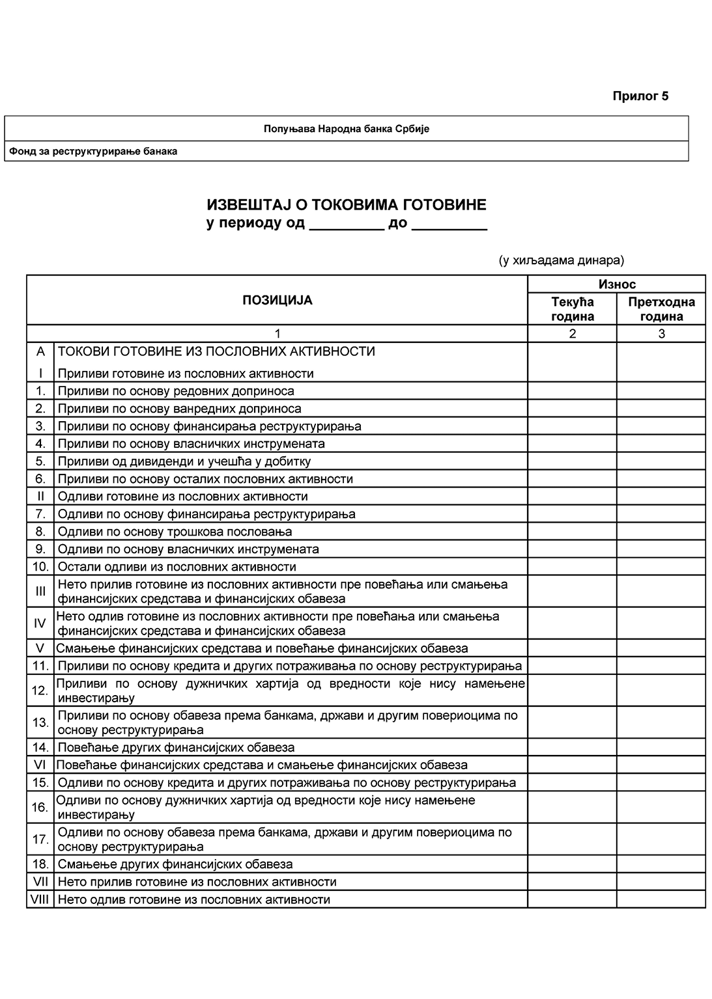 Прилог 5
Попуњава Народна банка Србије
Фонд за реструктурирање банака
ИЗВЕШТАЈ О ТОКОВИМА ГОТОВИНЕ
у периоду од __________ до __________
(у хиљадама динара)
ПОЗИЦИЈА
Износ
Текућа година
Претходна година
1 2 3
А ТОКОВИ ГОТОВИНЕ ИЗ ПОСЛОВНИХ АКТИВНОСТИ
I Приливи готовине из пословних активности
1. Приливи по основу редовних доприноса
2. Приливи по основу ванредних доприноса
3. Приливи по основу финансирања реструктурирања
4. Приливи по основу власничких инструмената
5. Приливи од дивиденди и учешћа у добитку
6. Приливи по основу осталих пословних активности
II Одливи готовине из пословних активности
7. Одливи по основу финансирања реструктурирања
8. Одливи по основу трошкова пословања
9. Одливи по основу власничких инструмената
10. Остали одливи из пословних активности
III Нето прилив готовине из пословних активности пре повећања или смањења
финансијских средстава и финансијских обавеза
IV Нето одлив готовине из пословних активности пре повећања или смањења
финансијских средстава и финансијских обавеза
V Смањење финансијских средстава и повећање финансијских обавеза
11. Приливи по основу кредита и других потраживања по основу реструктурирања
12. Приливи по основу дужничких хартија од вредности које нису намењене
инвестирању
13. Приливи по основу обавеза према банкама, држави и другим повериоцима по
основу реструктурирања
14. Повећање других финансијских обавеза
VI Повећање финансијских средстава и смањење финансијских обавеза
15. Одливи по основу кредита и других потраживања по основу реструктурирања
16. Одливи по основу дужничких хартија од вредности које нису намењене
инвестирању
17. Одливи по основу обавеза према банкама, држави и другим повериоцима по
основу реструктурирања
18. Смањење других финансијских обавеза
VII Нето прилив готовине из пословних активности
VIII Нето одлив готовине из пословних активности